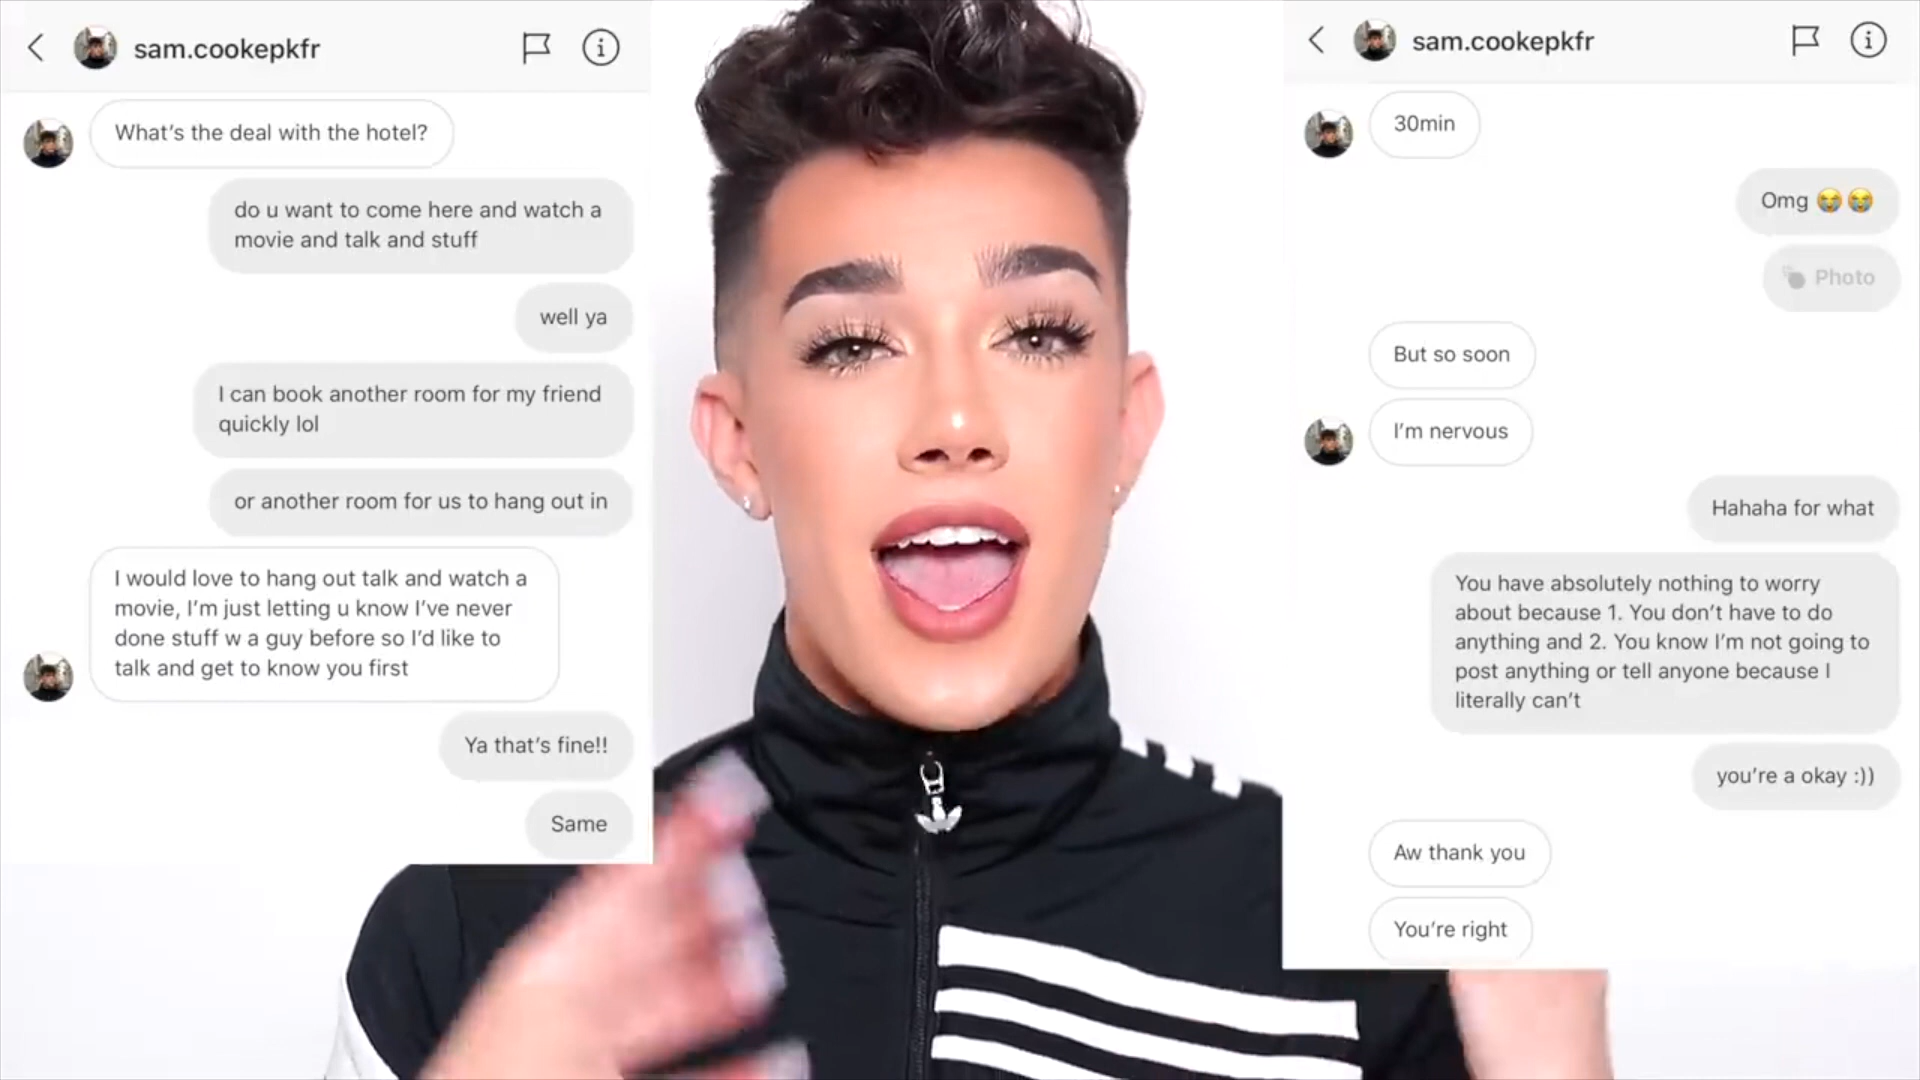 sam.cookepkfr
What's the deal with the hotel?
do u want to come here and watch a
movie and talk and stuff
well ya
I can book another room for my friend
quickly lol
or another room for us to hang out in
I would love to hang out talk and watch a
movie, I'm just letting u know I've never
done stuff w a guy before so I'd like to
talk and get to know you first
Ya that's fine!!
Same
sam.cookepkfr
30min
Omg 😭😭
Photo
But so soon
I'm nervous
Hahaha for what
You have absolutely nothing to worry
about because 1. You don't have to do
anything and 2. You know I'm not going to
post anything or tell anyone because I
literally can't
you're a okay :))
Aw thank you
You're right